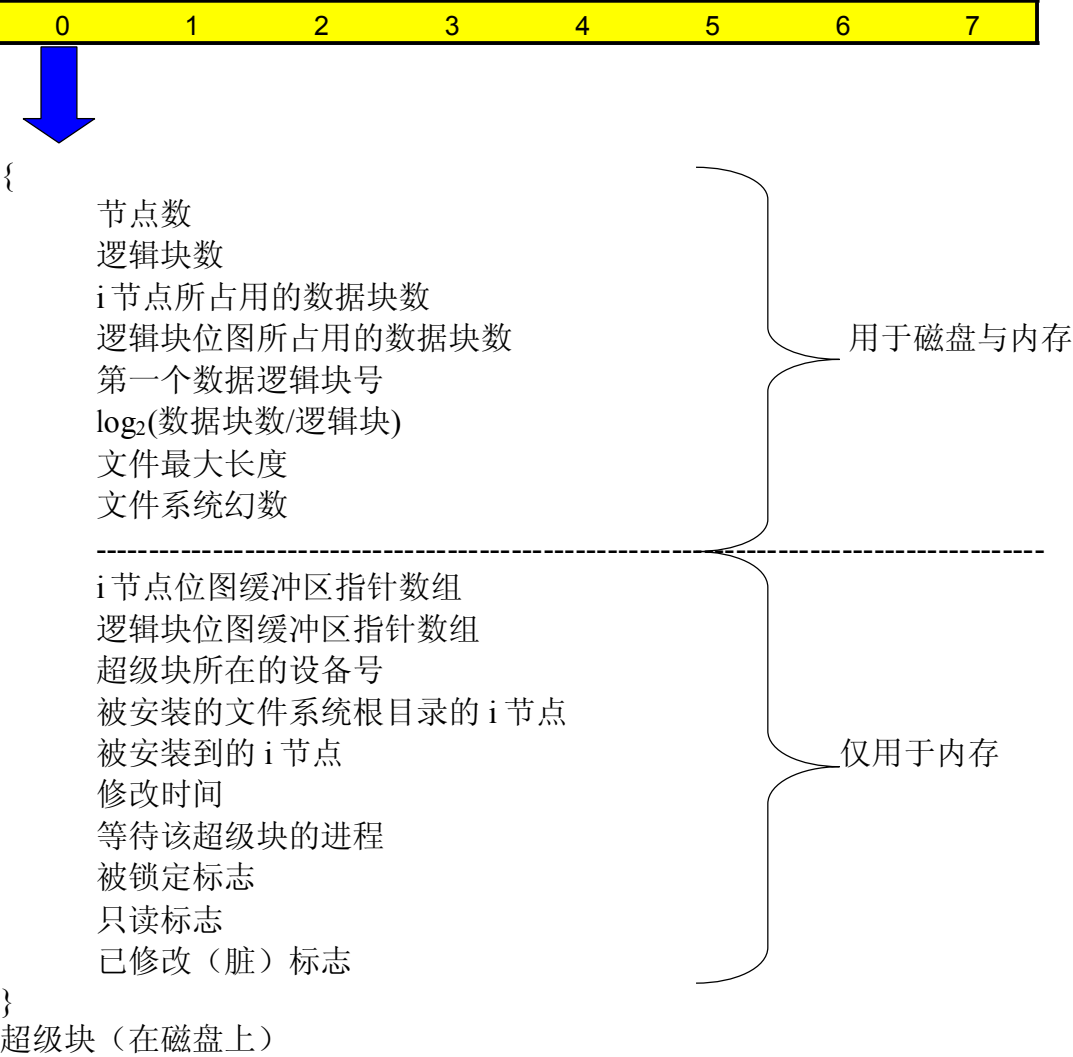 0 1 2 3 4 5 6 7
{
节点数
逻辑块数
i节点所占用的数据块数
逻辑块位图所占用的数据块数
第一个数据逻辑块号
log₂(数据块数/逻辑块)
文件最大长度
文件系统幻数
用于磁盘与内存
i节点位图缓冲区指针数组
逻辑块位图缓冲区指针数组
超级块所在的设备号
被安装的文件系统根目录的 i 节点
被安装到的 i 节点
修改时间
等待该超级块的进程
被锁定标志
只读标志
已修改（脏）标志
仅用于内存
}
超级块（在磁盘上）